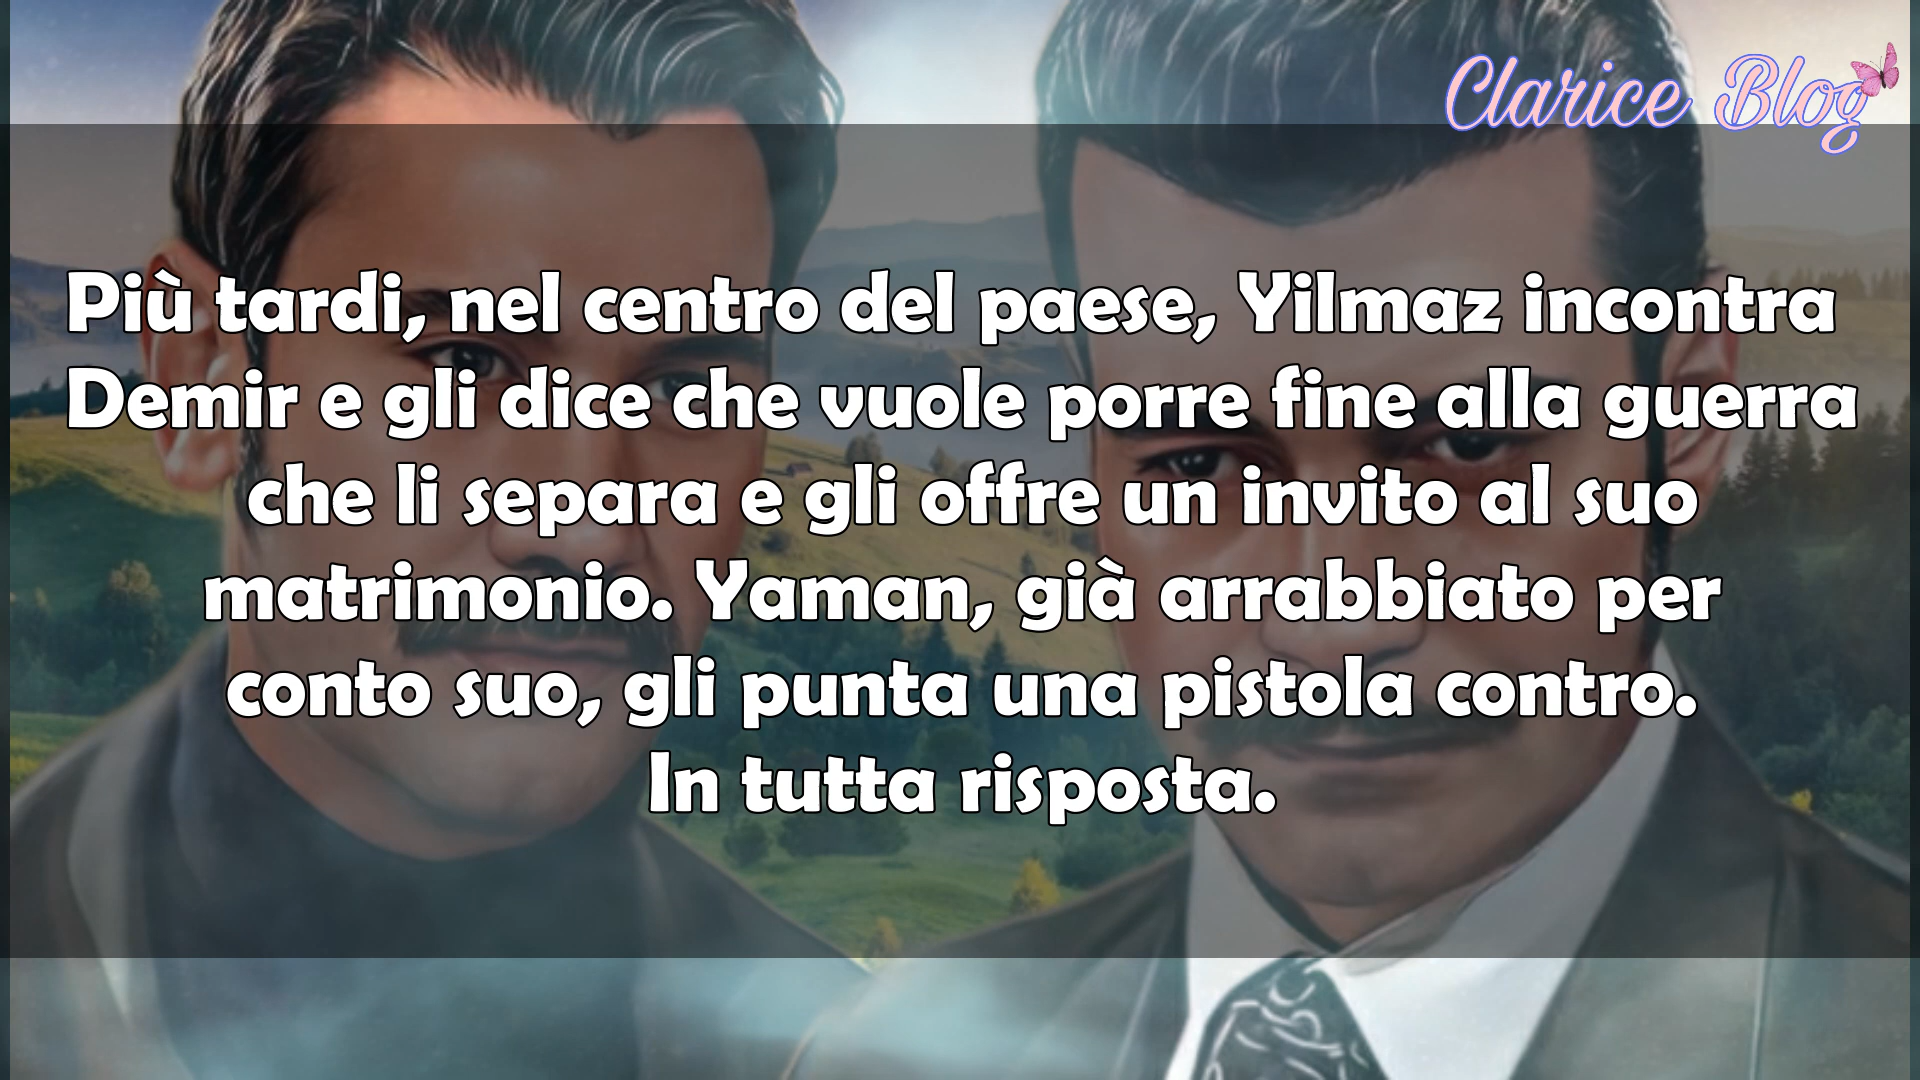 Clarice Blog
Più tardi, nel centro del paese, Yilmaz incontra
Demir e gli dice che vuole porre fine alla guerra
che li separa e gli offre un invito al suo
matrimonio. Yaman, già arrabbiato per
conto suo, gli punta una pistola contro.
In tutta risposta.